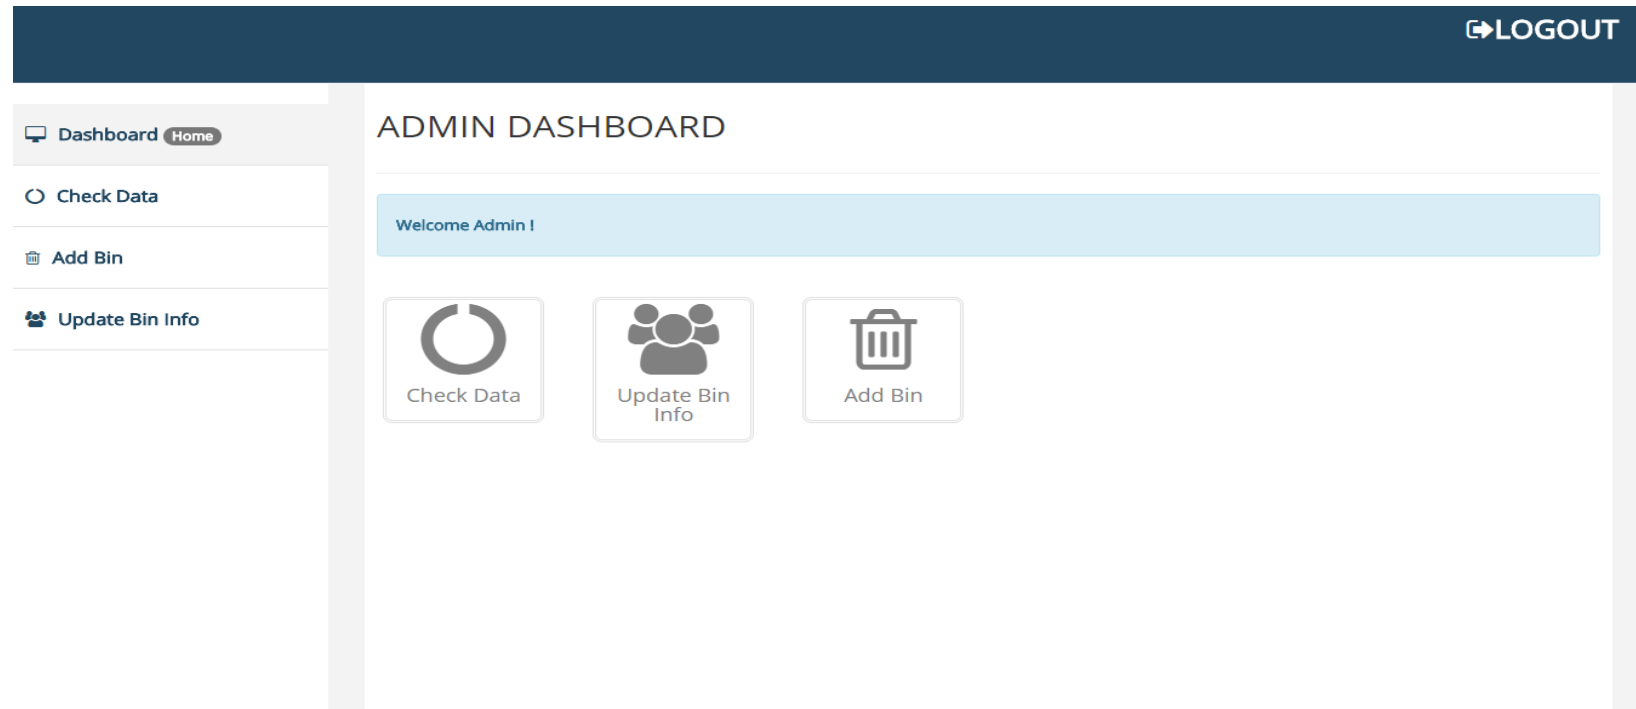 LOGOUT
Dashboard Home
Check Data
Add Bin
Update Bin Info
ADMIN DASHBOARD
Welcome Admin !
Check Data
Update Bin
Info
Add Bin